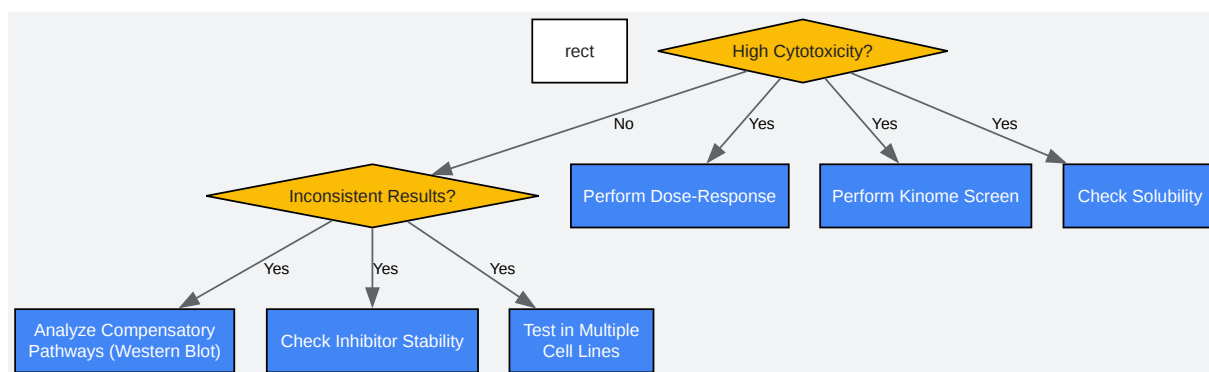 rect
High Cytotoxicity?
No
Yes
Yes
Yes
Inconsistent Results?
Perform Dose-Response
Perform Kinome Screen
Check Solubility
Yes
Yes
Yes
Analyze Compensatory
Pathways (Western Blot)
Check Inhibitor Stability
Test in Multiple
Cell Lines